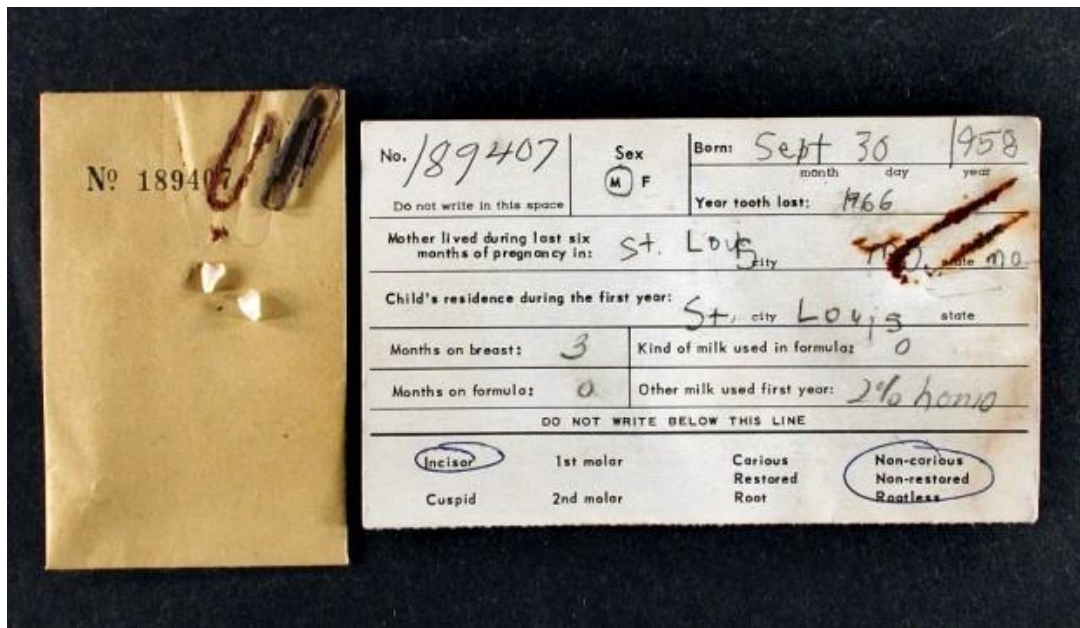 Nº 189407
No. 189407
Do not write in this space
Sex
M F
Born: Sept 30 1958
month day year
Year tooth lost: 1966
Mother lived during last six
months of pregnancy in: St. Louis mo
city state
Child's residence during the first year: St. Louis
city state
Months on breast: 3
Kind of milk used in formula: 0
Months on formula: 0
Other milk used first year: 2% homo
DO NOT WRITE BELOW THIS LINE
Incisor 1st molar Carious Non-carious
Restored Non-restored
Cuspid 2nd molar Root Rootless